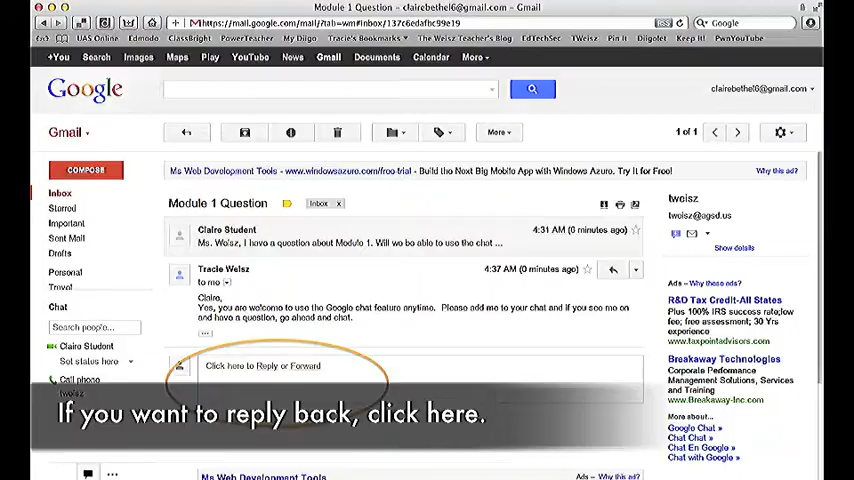 Module 1 Question - clairebethel6@gmail.com - Gmail
https://mail.google.com/mail/?tab=wm#inbox/137c6edafbc99e19
RSS
Google
UAS Online Edmodo ClassBright PowerTeacher My Diigo Tracie's Bookmarks The Weisz Teacher's Blog EdTechSec TWeisz Pin It Diigolet Keep It! PwnYouTube
+You Search Images Maps Play YouTube News Gmail Documents Calendar More
Google
clairebethel6@gmail.com
Gmail
More
1 of 1
COMPOSE
Ms Web Development Tools - www.windowsazure.com/free-trial - Build the Next Big Mobile App with Windows Azure. Try It for Free!
Why this ad?
Inbox
Starred
Important
Sent Mail
Drafts
Personal
Travel
Chat
Search people...
Claire Student
Set status here
Call phone
tweisz
Module 1 Question
Inbox x
Claire Student
4:31 AM (0 minutes ago)
Ms. Weisz, I have a question about Module 1. Will we be able to use the chat ...
Tracie Weisz
4:37 AM (0 minutes ago)
to me
Claire,
Yes, you are welcome to use the Google chat feature anytime. Please add me to your chat and if you see me on
and have a question, go ahead and chat.
Click here to Reply or Forward
If you want to reply back, click here.
Ms Web Development Tools
Ads - Why this ad?
tweisz
tweisz@agsd.us
Show details
Ads - Why these ads?
R&D Tax Credit-All States
Plus 100% IRS success rate;low
fee; free assessment; 30 Yrs
experience
www.taxpointadvisors.com
Breakaway Technologies
Corporate Performance
Management Solutions, Services
and Training
www.Breakaway-Inc.com
More about...
Google Chat »
Chat Chat »
Chat En Google »
Chat with Google »